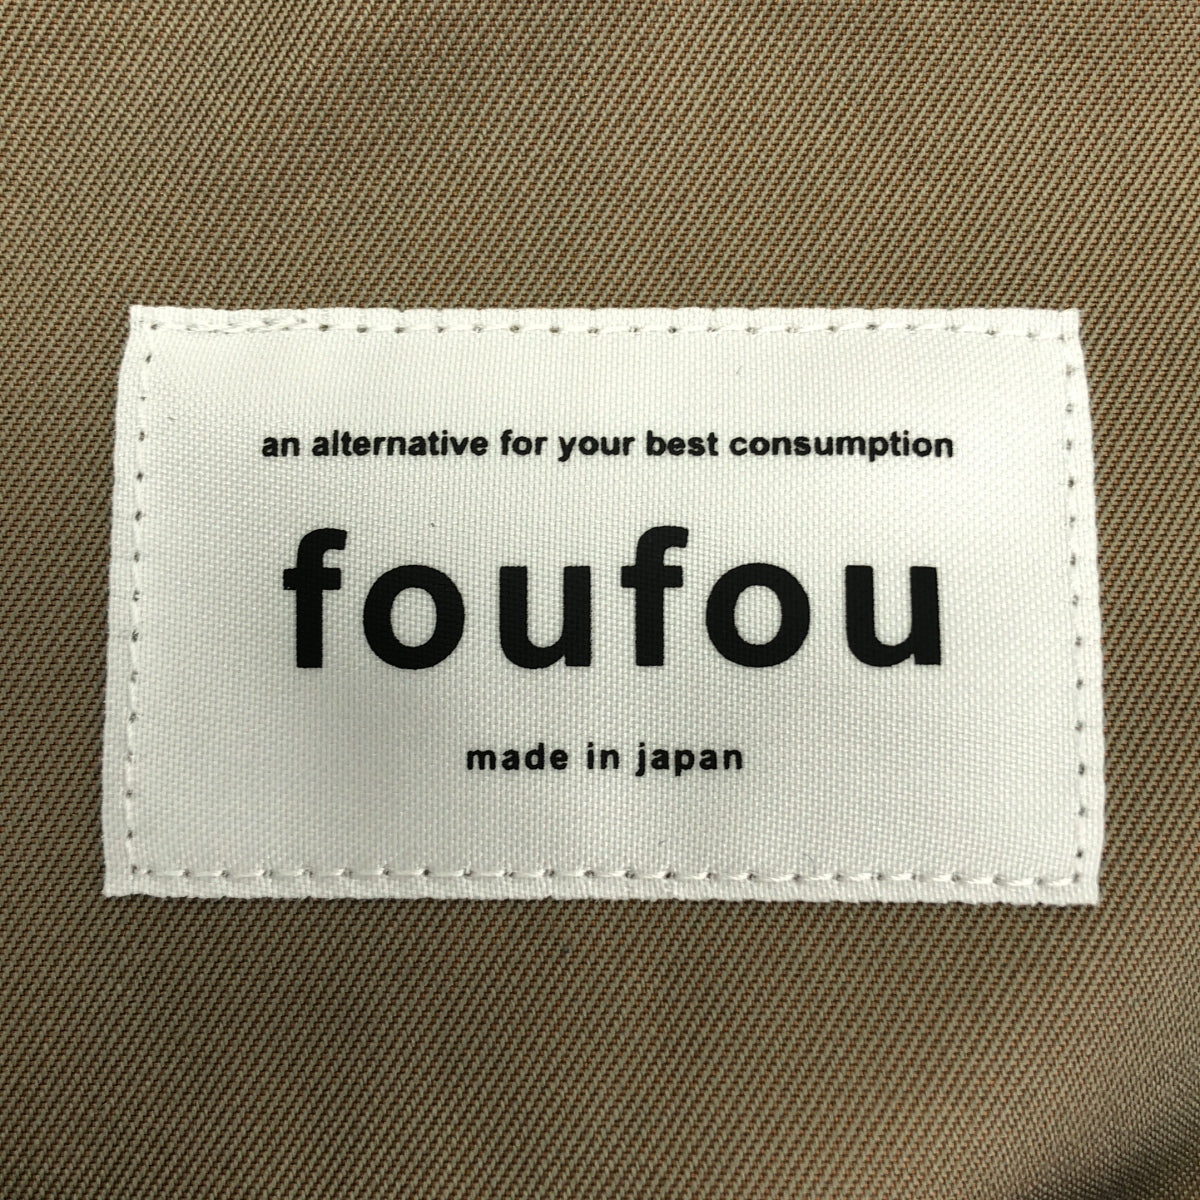 an alternative for your best consumption
foufou
made in japan